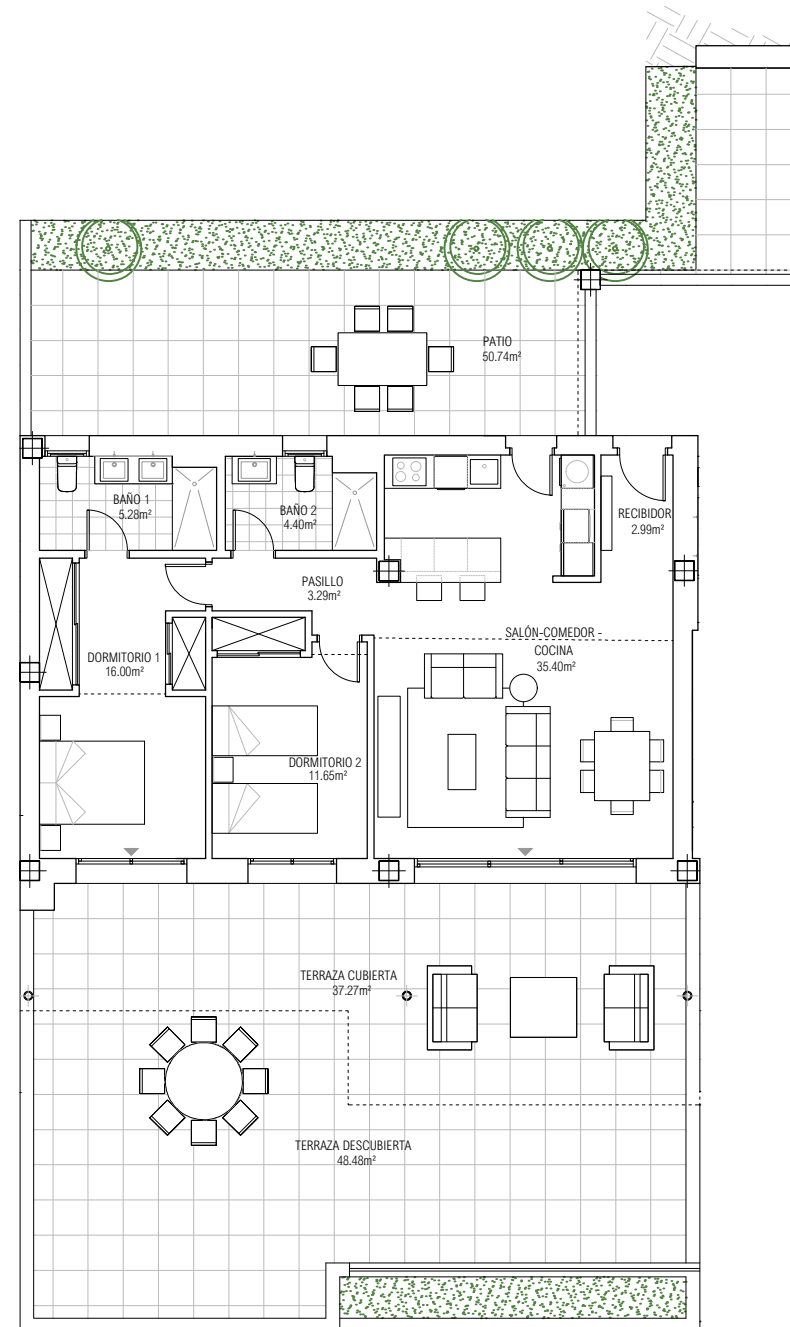 PATIO
50.74m²
BAÑO 1
5.28m²
BAÑO 2
4.40m²
RECIBIDOR
2.99m²
PASILLO
3.29m²
SALÓN-COMEDOR -
COCINA
35.40m²
DORMITORIO 1
16.00m²
DORMITORIO 2
11.65m²
TERRAZA CUBIERTA
37.27m²
TERRAZA DESCUBIERTA
48.48m²